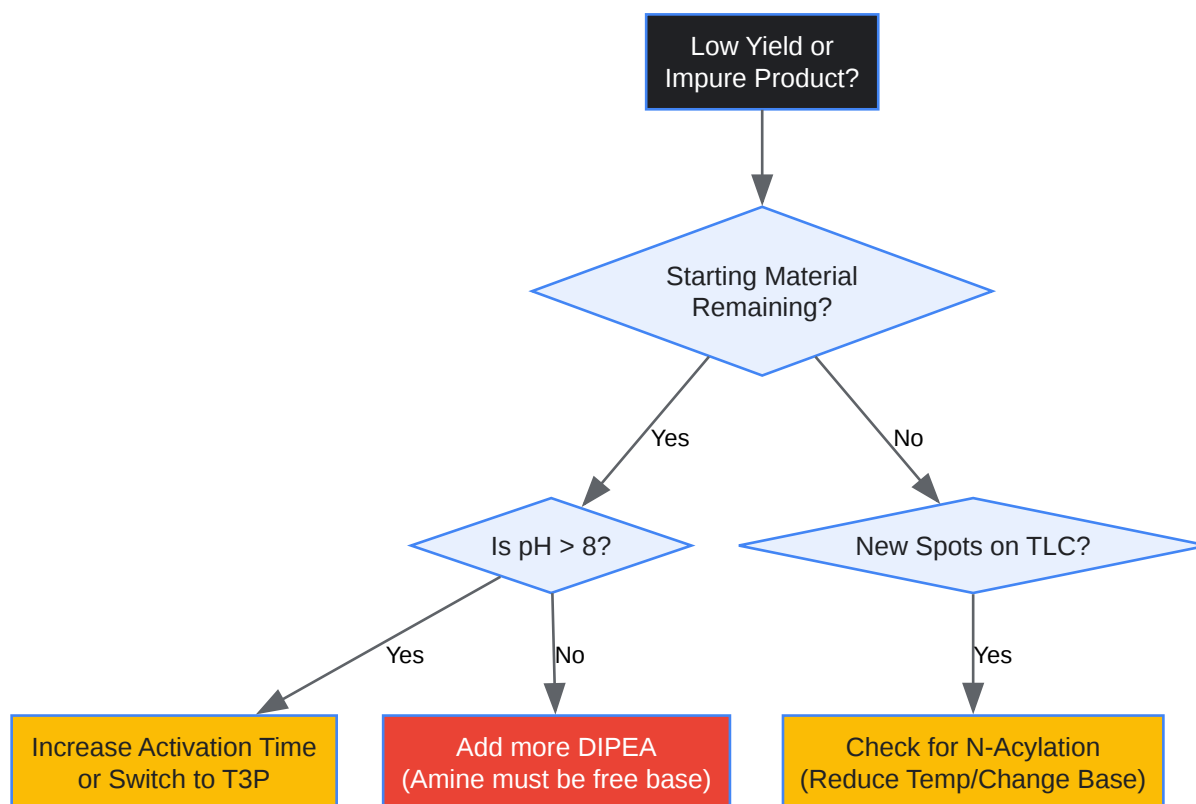 Low Yield or
Impure Product?
Starting Material
Remaining?
Yes
No
Is pH > 8?
New Spots on TLC?
Yes
No
Yes
Increase Activation Time
or Switch to T3P
Add more DIPEA
(Amine must be free base)
Check for N-Acylation
(Reduce Temp/Change Base)